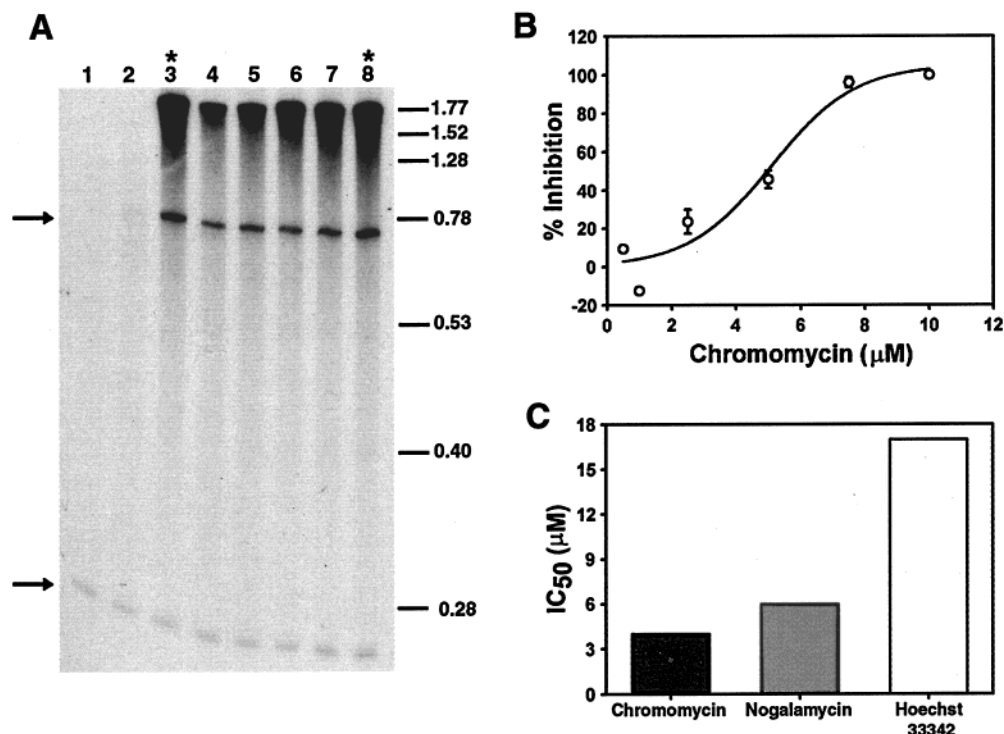 A
* *
1 2 3 4 5 6 7 8
1.77
1.52
1.28
0.78
0.53
0.40
0.28
B
% Inhibition
120
100
80
60
40
20
0
-20
0 2 4 6 8 10 12
Chromomycin (μM)
C
IC50 (μM)
18
15
12
9
6
3
0
Chromomycin Nogalamycin Hoechst
33342